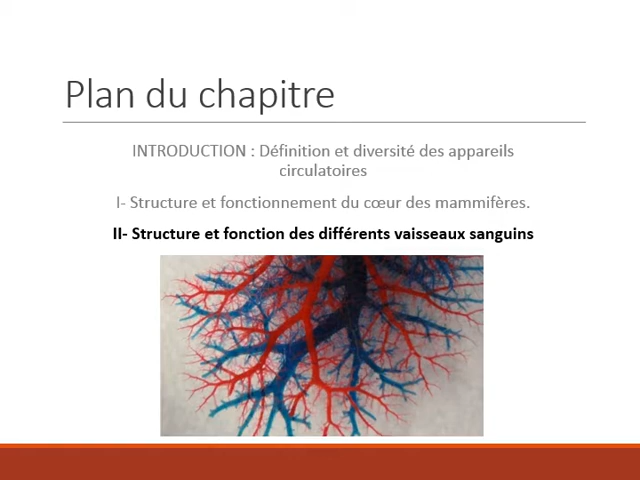 Plan du chapitre
INTRODUCTION : Définition et diversité des appareils
circulatoires
I- Structure et fonctionnement du cœur des mammifères.
II- Structure et fonction des différents vaisseaux sanguins